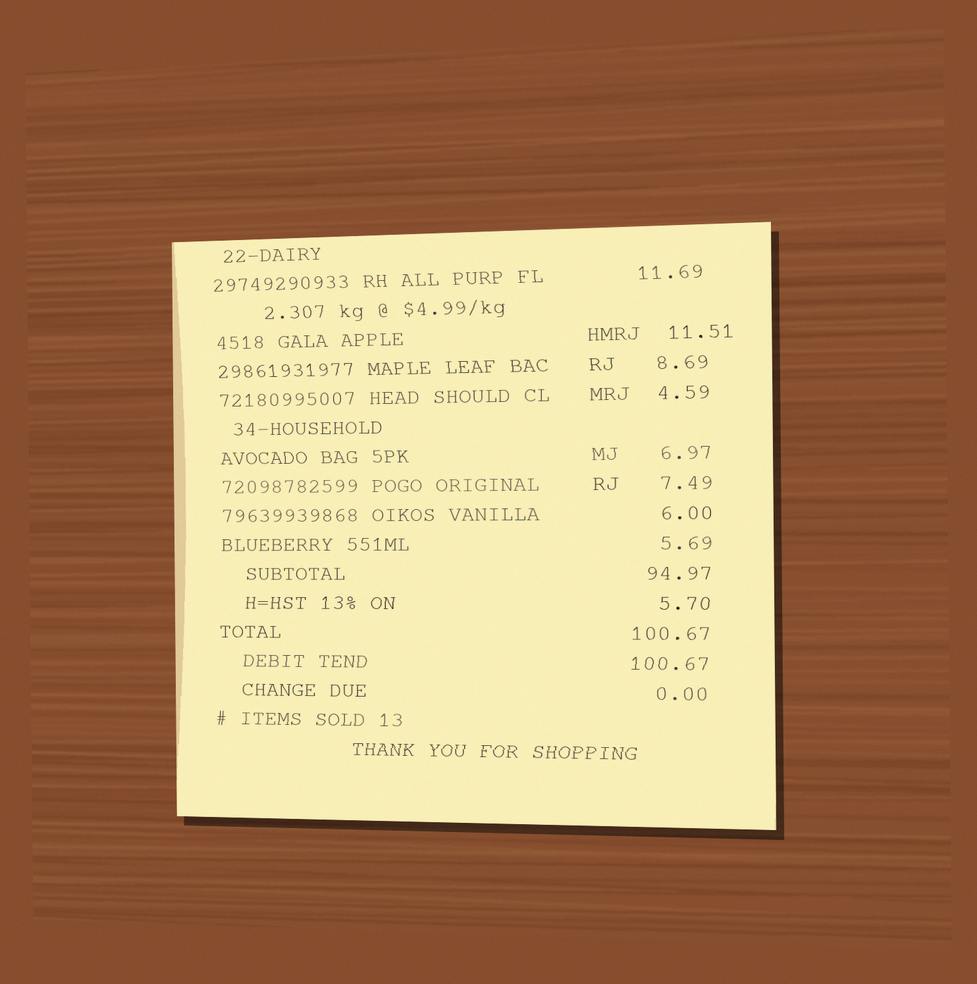 22-DAIRY
29749290933 RH ALL PURP FL 11.69
2.307 kg @ $4.99/kg
4518 GALA APPLE HMRJ 11.51
29861931977 MAPLE LEAF BAC RJ 8.69
72180995007 HEAD SHOULD CL MRJ 4.59
34-HOUSEHOLD
AVOCADO BAG 5PK MJ 6.97
72098782599 POGO ORIGINAL RJ 7.49
79639939868 OIKOS VANILLA 6.00
BLUEBERRY 551ML 5.69
SUBTOTAL 94.97
H=HST 13% ON 5.70
TOTAL 100.67
DEBIT TEND 100.67
CHANGE DUE 0.00
# ITEMS SOLD 13
THANK YOU FOR SHOPPING